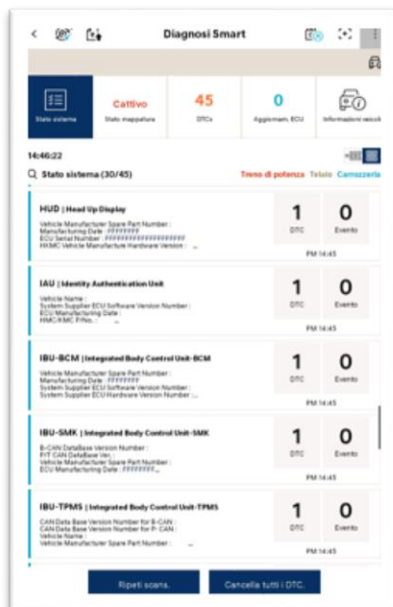 Diagnosi Smart
Cattivo
45
0
Stato sistema
Stato mappatura
DTCs
Aggiornam. ECU
Informazioni veicoli
14:46:22
Stato sistema (30/45)
Treno di potenza Telaio Carrozzeria
HUD | Head Up Display
Vehicle Manufacturer Spare Part Number :
Manufacturing Date : FFFFFFFF
ECU Serial Number : FFFFFFFFFFFFFFFFFFFF
HKMC Vehicle Manufacture Hardware Version : ...
1
0
DTC
Evento
PM 14:45
IAU | Identity Authentication Unit
Vehicle Name :
System Supplier ECU Software Version Number :
ECU Manufacturing Date :
1
0
DTC
Evento
PM 14:45
IBU-BCM | Integrated Body Control Unit-BCM
Vehicle Manufacturer Spare Part Number :
Manufacturing Date : FFFFFFFF
System Supplier ECU Software Version Number :
System Supplier ECU Hardware Version Number : ...
1
0
DTC
Evento
PM 14:45
IBU-SMK | Integrated Body Control Unit-SMK
B-CAN DataBase Version Number :
P/T CAN DataBase Ver. :
Vehicle Manufacturer Spare Part Number :
ECU Manufacturing Date : FFFFFFFF...
1
0
DTC
Evento
PM 14:45
IBU-TPMS | Integrated Body Control Unit-TPMS
CAN Data Base Version Number for B-CAN :
CAN Data Base Version Number for P- CAN :
Vehicle Name :
Vehicle Manufacturer Spare Part Number : ...
1
0
DTC
Evento
PM 14:45
Ripeti scans.
Cancella tutti i DTC.